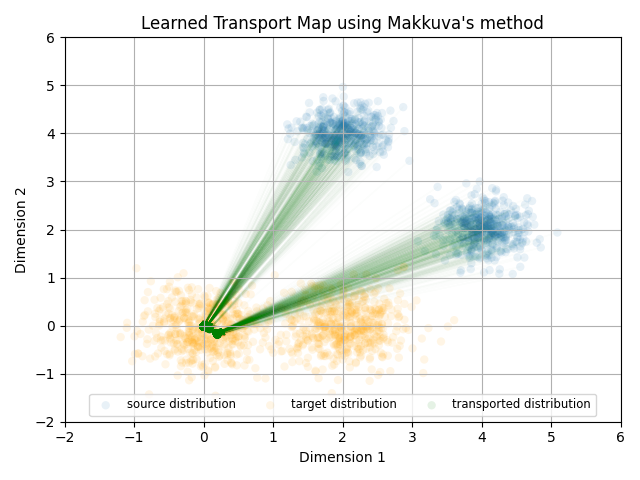 Learned Transport Map using Makkuva's method
6
5
4
3
2
1
0
−1
−2
Dimension 2
source distribution target distribution transported distribution
−2 −1 0 1 2 3 4 5 6
Dimension 1